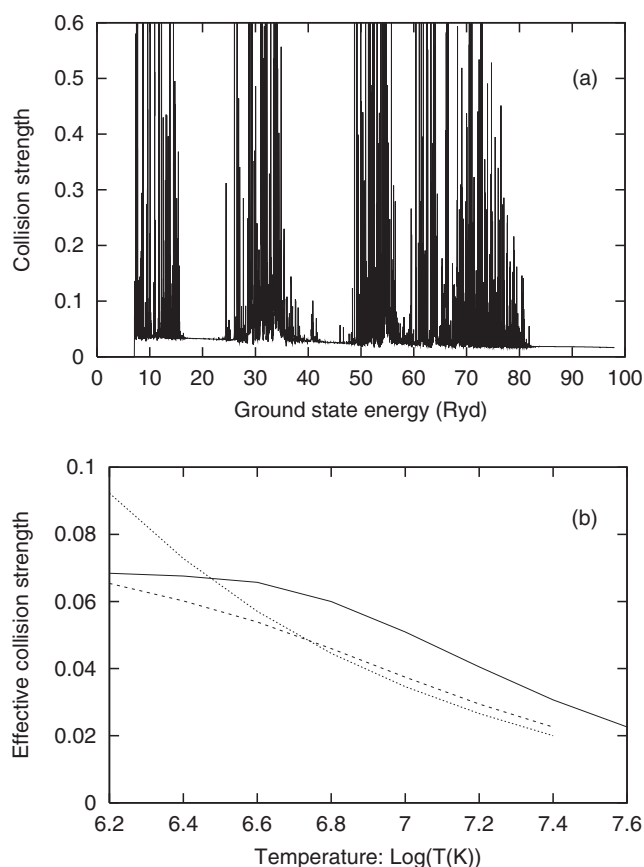 0.6
(a)
0.5
0.4
0.3
0.2
0.1
0
Collision strength
0 10 20 30 40 50 60 70 80 90 100
Ground state energy (Ryd)
0.1
(b)
0.08
0.06
0.04
0.02
0
Effective collision strength
6.2 6.4 6.6 6.8 7 7.2 7.4 7.6
Temperature: Log(T(K))